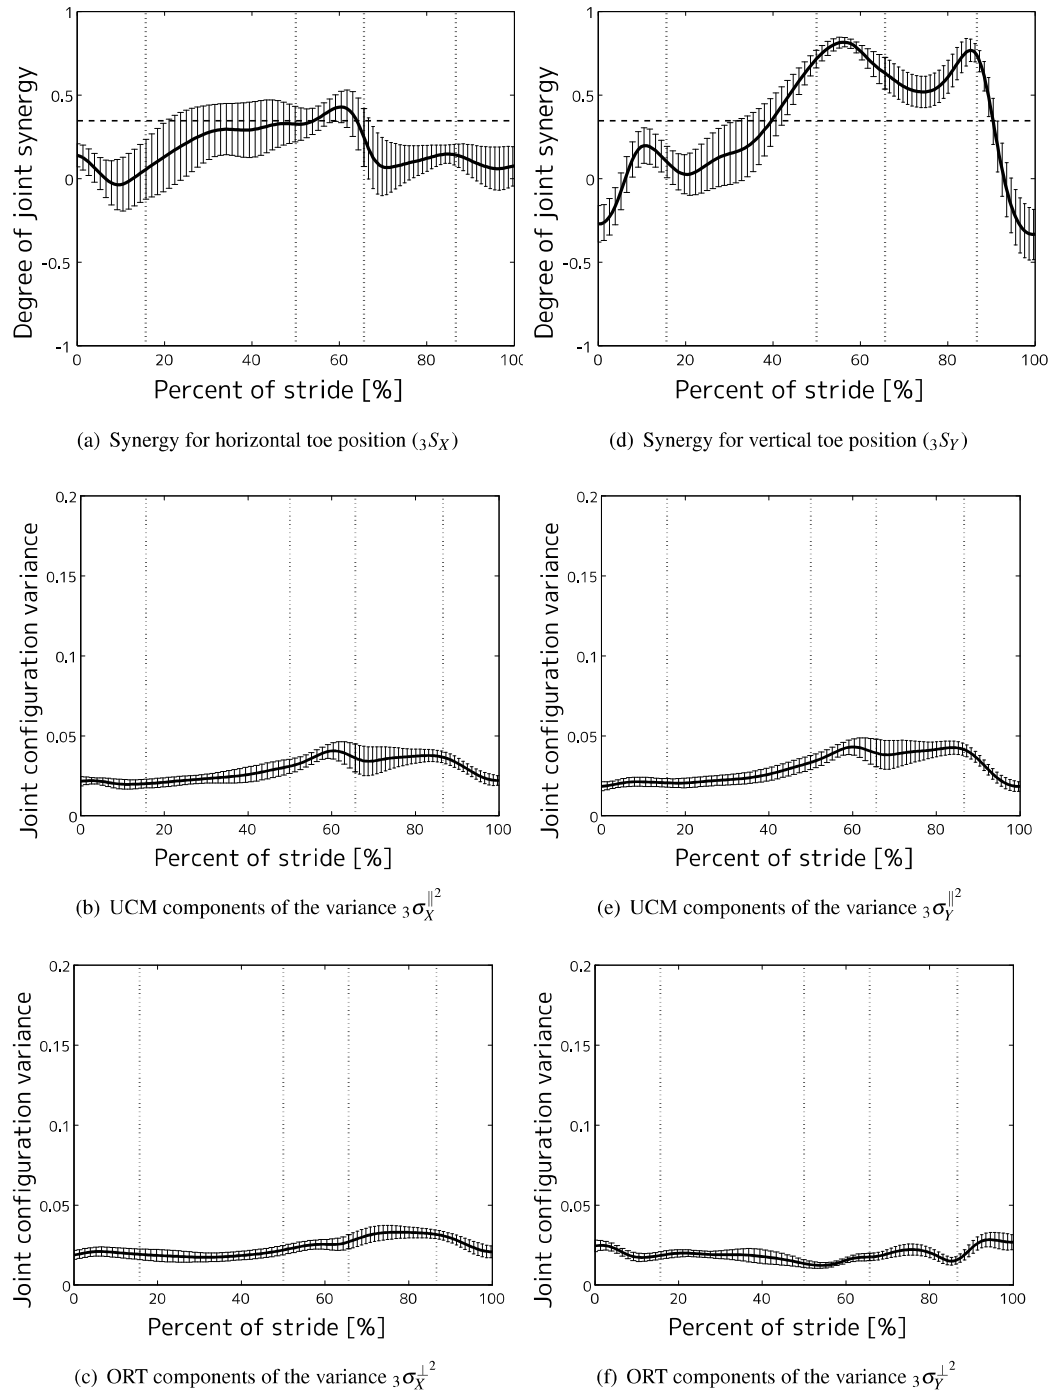 1
0.5
0
-0.5
-1
0 20 40 60 80 100
Degree of joint synergy
Percent of stride [%]
(a) Synergy for horizontal toe position (₃S_X)
1
0.5
0
-0.5
-1
0 20 40 60 80 100
Degree of joint synergy
Percent of stride [%]
(d) Synergy for vertical toe position (₃S_Y)
0.2
0.15
0.1
0.05
0
0 20 40 60 80 100
Joint configuration variance
Percent of stride [%]
(b) UCM components of the variance ₃σ_X^∥²
0.2
0.15
0.1
0.05
0
0 20 40 60 80 100
Joint configuration variance
Percent of stride [%]
(e) UCM components of the variance ₃σ_Y^∥²
0.2
0.15
0.1
0.05
0
0 20 40 60 80 100
Joint configuration variance
Percent of stride [%]
(c) ORT components of the variance ₃σ_X^⊥²
0.2
0.15
0.1
0.05
0
0 20 40 60 80 100
Joint configuration variance
Percent of stride [%]
(f) ORT components of the variance ₃σ_Y^⊥²